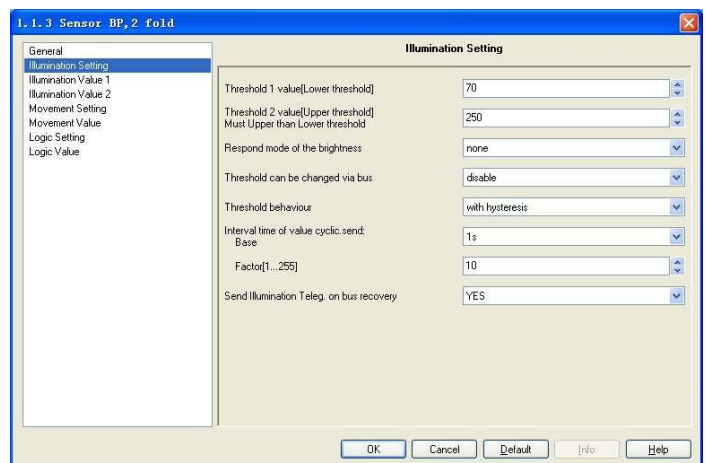 1.1.3 Sensor BP,2 fold
General
Illumination Setting
Illumination Value 1
Illumination Value 2
Movement Setting
Movement Value
Logic Setting
Logic Value
Illumination Setting
Threshold 1 value[Lower threshold]
70
Threshold 2 value[Upper threshold]
Must Upper than Lower threshold
250
Respond mode of the brightness
none
Threshold can be changed via bus
disable
Threshold behaviour
with hysteresis
Interval time of value cyclic.send:
Base
1s
Factor[1...255]
10
Send Illumination Teleg. on bus recovery
YES
OK
Cancel
Default
Info
Help